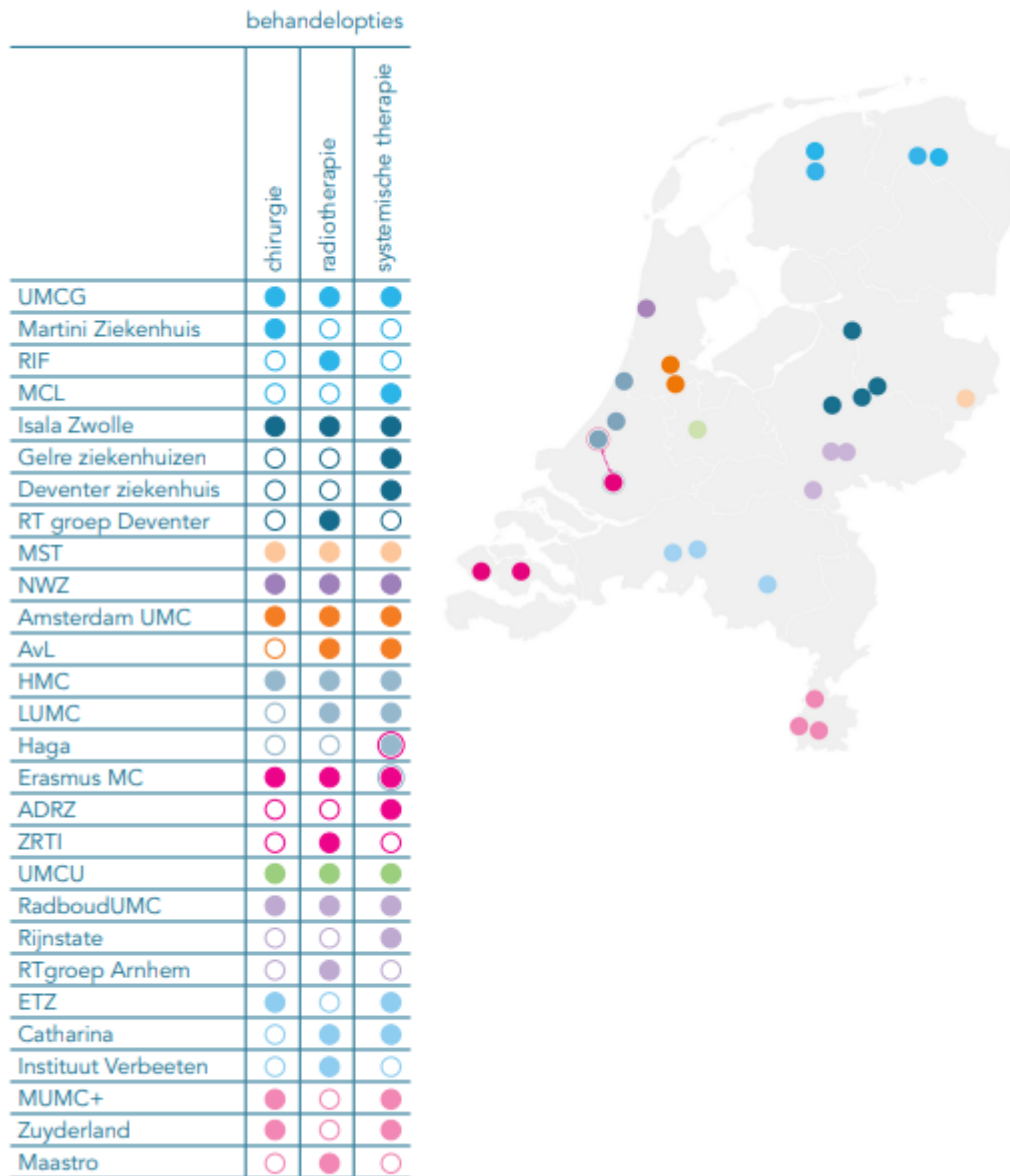 behandelopties
chirurgie
radiotherapie
systemische therapie
UMCG
Martini Ziekenhuis
RIF
MCL
Isala Zwolle
Gelre ziekenhuizen
Deventer ziekenhuis
RT groep Deventer
MST
NWZ
Amsterdam UMC
AvL
HMC
LUMC
Haga
Erasmus MC
ADRZ
ZRTI
UMCU
RadboudUMC
Rijnstate
RTgroep Arnhem
ETZ
Catharina
Instituut Verbeeten
MUMC+
Zuyderland
Maastro